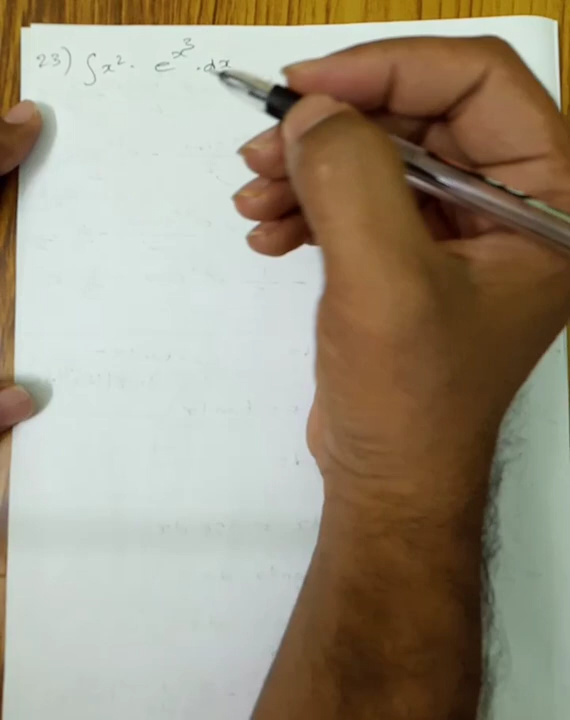 23) ∫x². e^x³ .dx